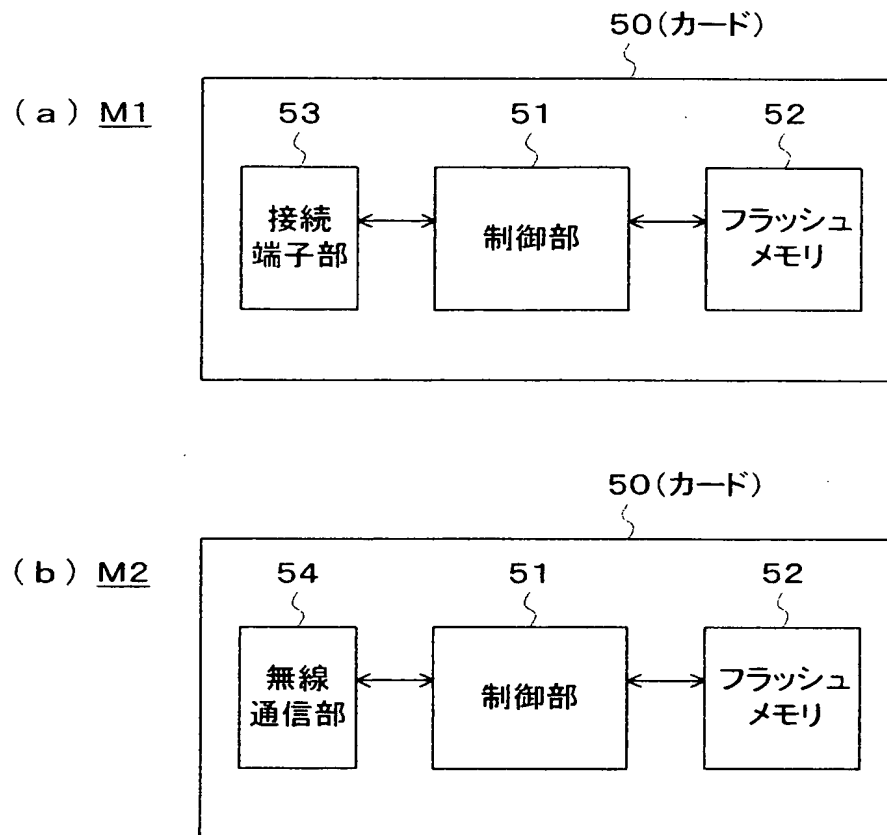 50(カード)
(a) M1
53
51
52
接続
端子部
制御部
フラッシュ
メモリ
50(カード)
(b) M2
54
51
52
無線
通信部
制御部
フラッシュ
メモリ